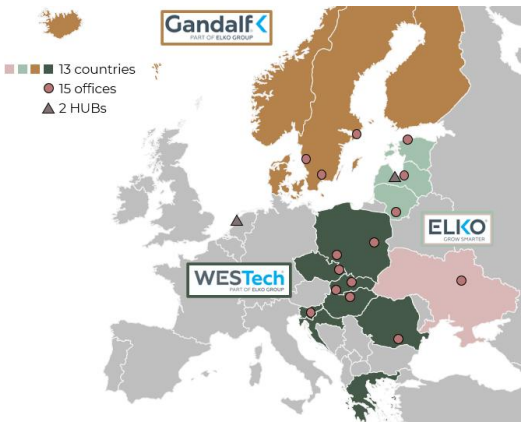 Gandalf
PART OF ELKO GROUP
13 countries
15 offices
2 HUBs
ELKO
GROW SMARTER
WESTech
PART OF ELKO GROUP